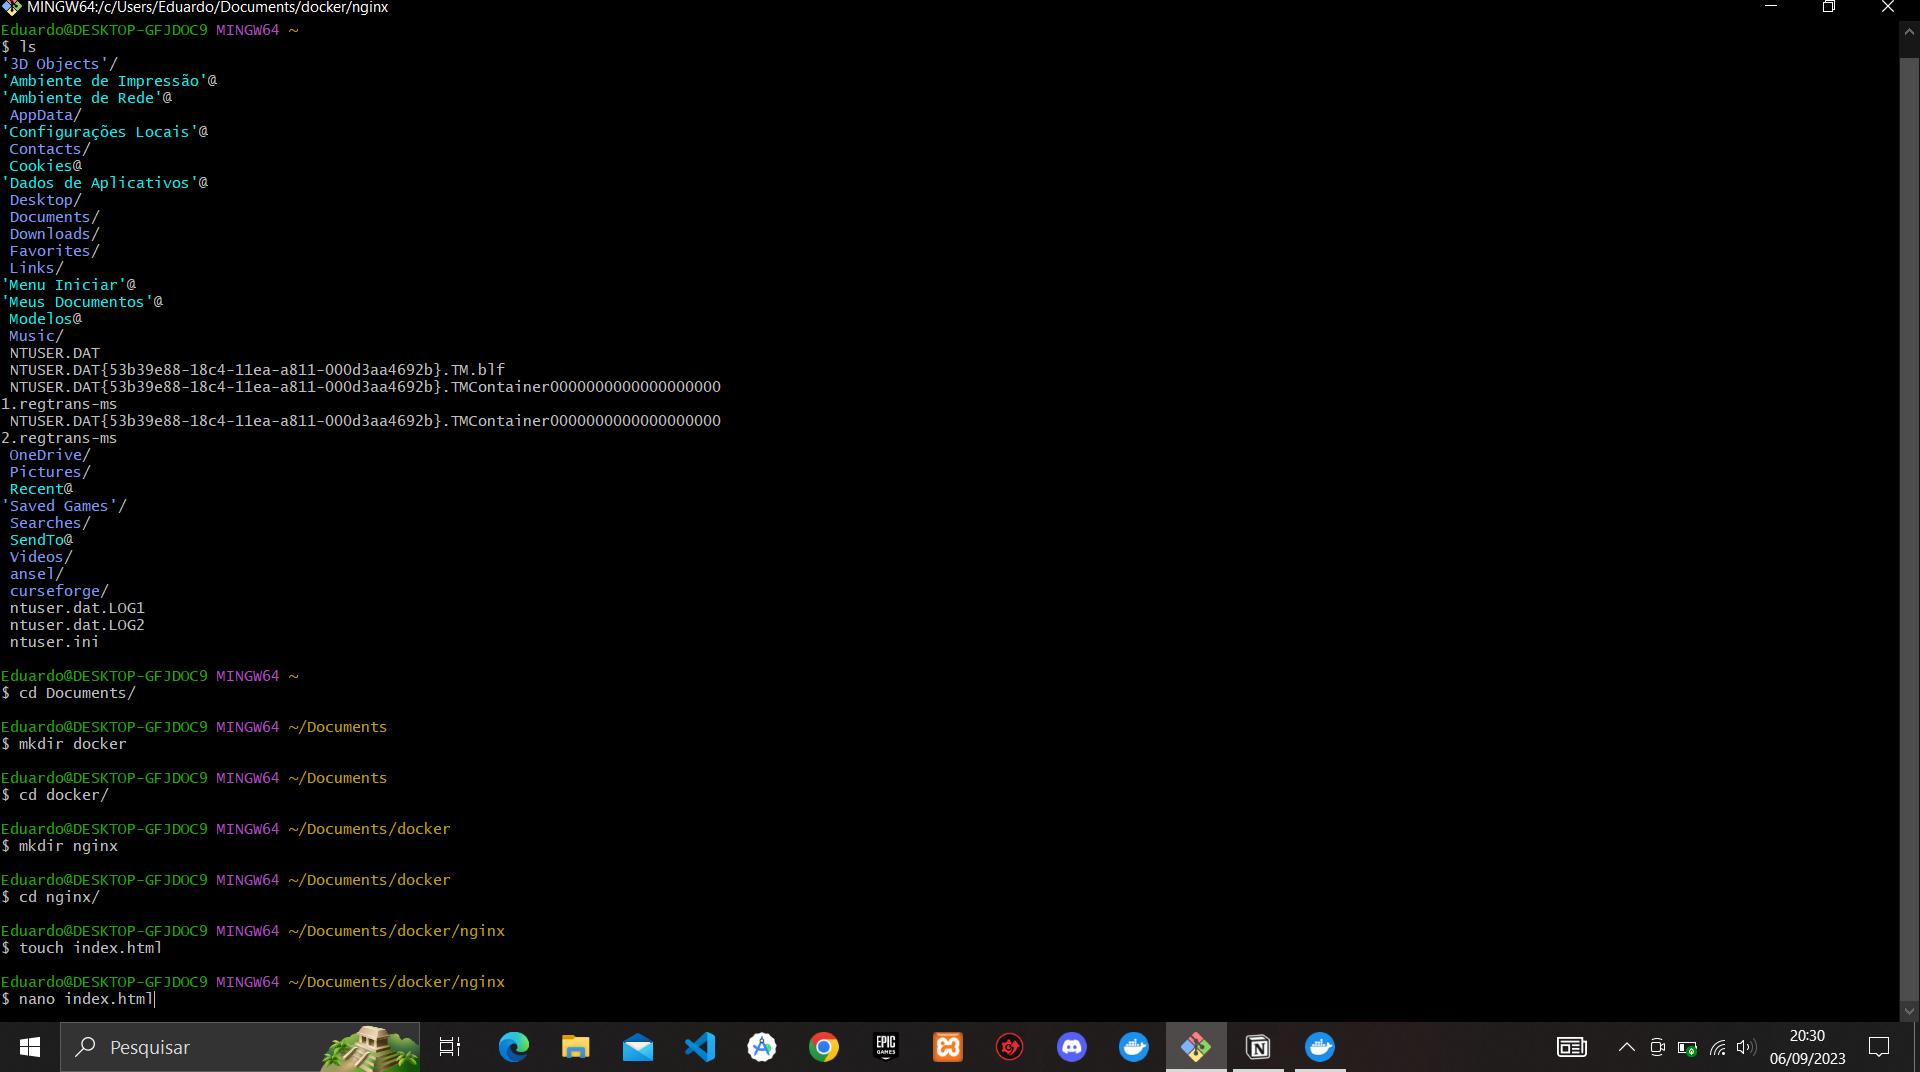 MINGW64:/c/Users/Eduardo/Documents/docker/nginx
Eduardo@DESKTOP-GFJDOC9 MINGW64 ~
$ ls
'3D Objects'/
'Ambiente de Impressão'@
'Ambiente de Rede'@
AppData/
'Configurações Locais'@
Contacts/
Cookies@
'Dados de Aplicativos'@
Desktop/
Documents/
Downloads/
Favorites/
Links/
'Menu Iniciar'@
'Meus Documentos'@
Modelos@
Music/
NTUSER.DAT
NTUSER.DAT{53b39e88-18c4-11ea-a811-000d3aa4692b}.TM.blf
NTUSER.DAT{53b39e88-18c4-11ea-a811-000d3aa4692b}.TMContainer0000000000000000000
1.regtrans-ms
NTUSER.DAT{53b39e88-18c4-11ea-a811-000d3aa4692b}.TMContainer0000000000000000000
2.regtrans-ms
OneDrive/
Pictures/
Recent@
'Saved Games'/
Searches/
SendTo@
Videos/
ansel/
curseforge/
ntuser.dat.LOG1
ntuser.dat.LOG2
ntuser.ini
Eduardo@DESKTOP-GFJDOC9 MINGW64 ~
$ cd Documents/
Eduardo@DESKTOP-GFJDOC9 MINGW64 ~/Documents
$ mkdir docker
Eduardo@DESKTOP-GFJDOC9 MINGW64 ~/Documents
$ cd docker/
Eduardo@DESKTOP-GFJDOC9 MINGW64 ~/Documents/docker
$ mkdir nginx
Eduardo@DESKTOP-GFJDOC9 MINGW64 ~/Documents/docker
$ cd nginx/
Eduardo@DESKTOP-GFJDOC9 MINGW64 ~/Documents/docker/nginx
$ touch index.html
Eduardo@DESKTOP-GFJDOC9 MINGW64 ~/Documents/docker/nginx
$ nano index.html
Pesquisar
EPIC
GAMES
20:30
06/09/2023